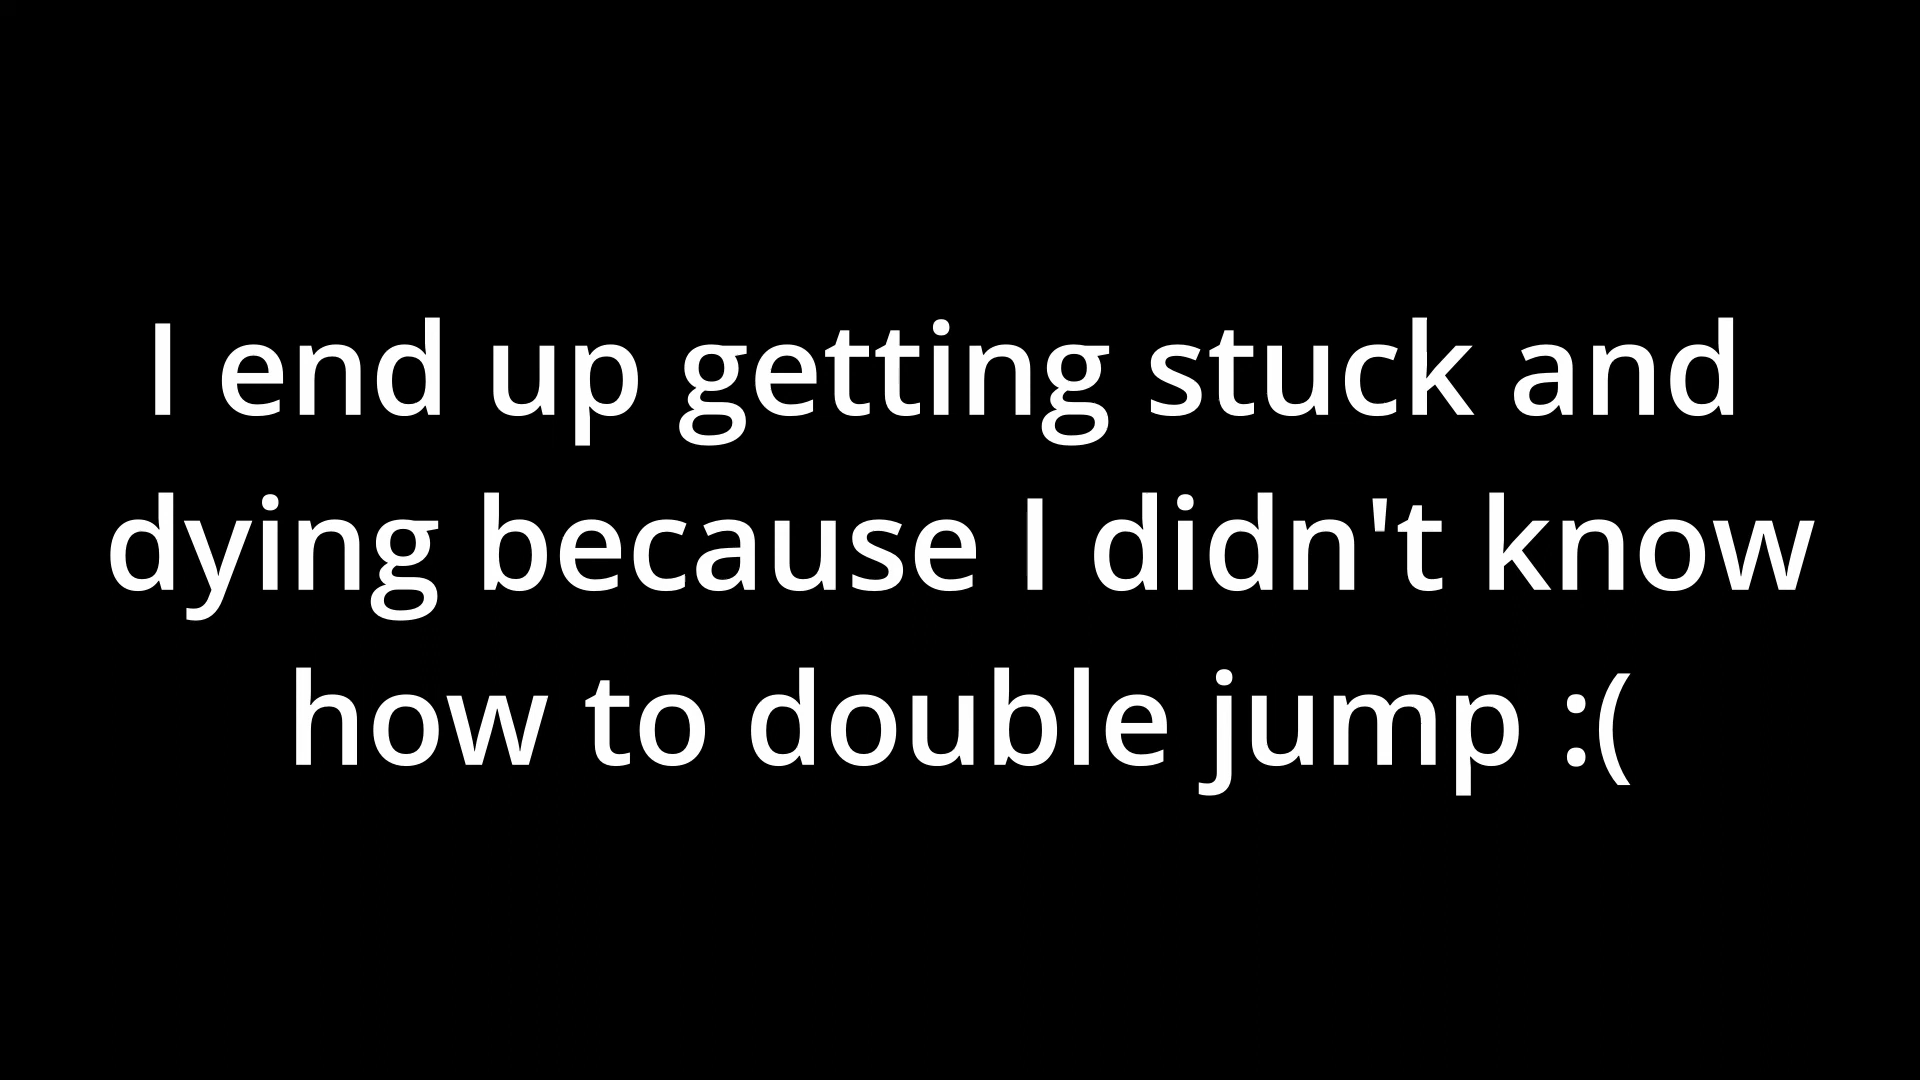 I end up getting stuck and
dying because I didn't know
how to double jump :(